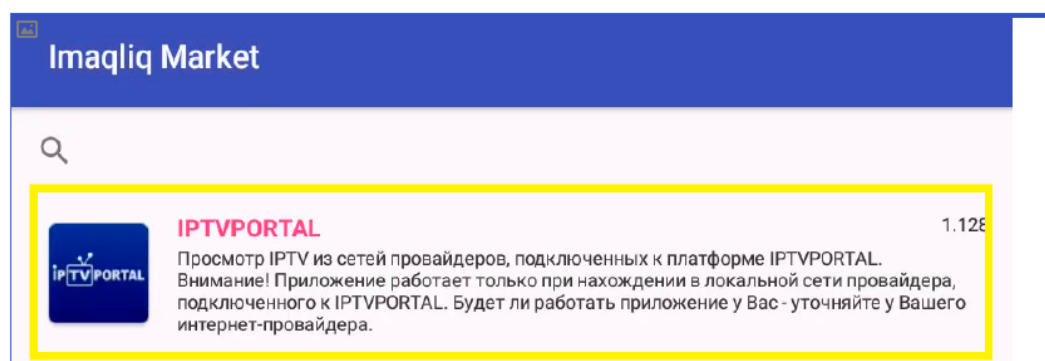 Imaqliq Market
IPTVPORTAL
1.128
Просмотр IPTV из сетей провайдеров, подключенных к платформе IPTVPORTAL.
Внимание! Приложение работает только при нахождении в локальной сети провайдера,
подключенного к IPTVPORTAL. Будет ли работать приложение у Вас - уточняйте у Вашего
интернет-провайдера.
ipTVPORTAL